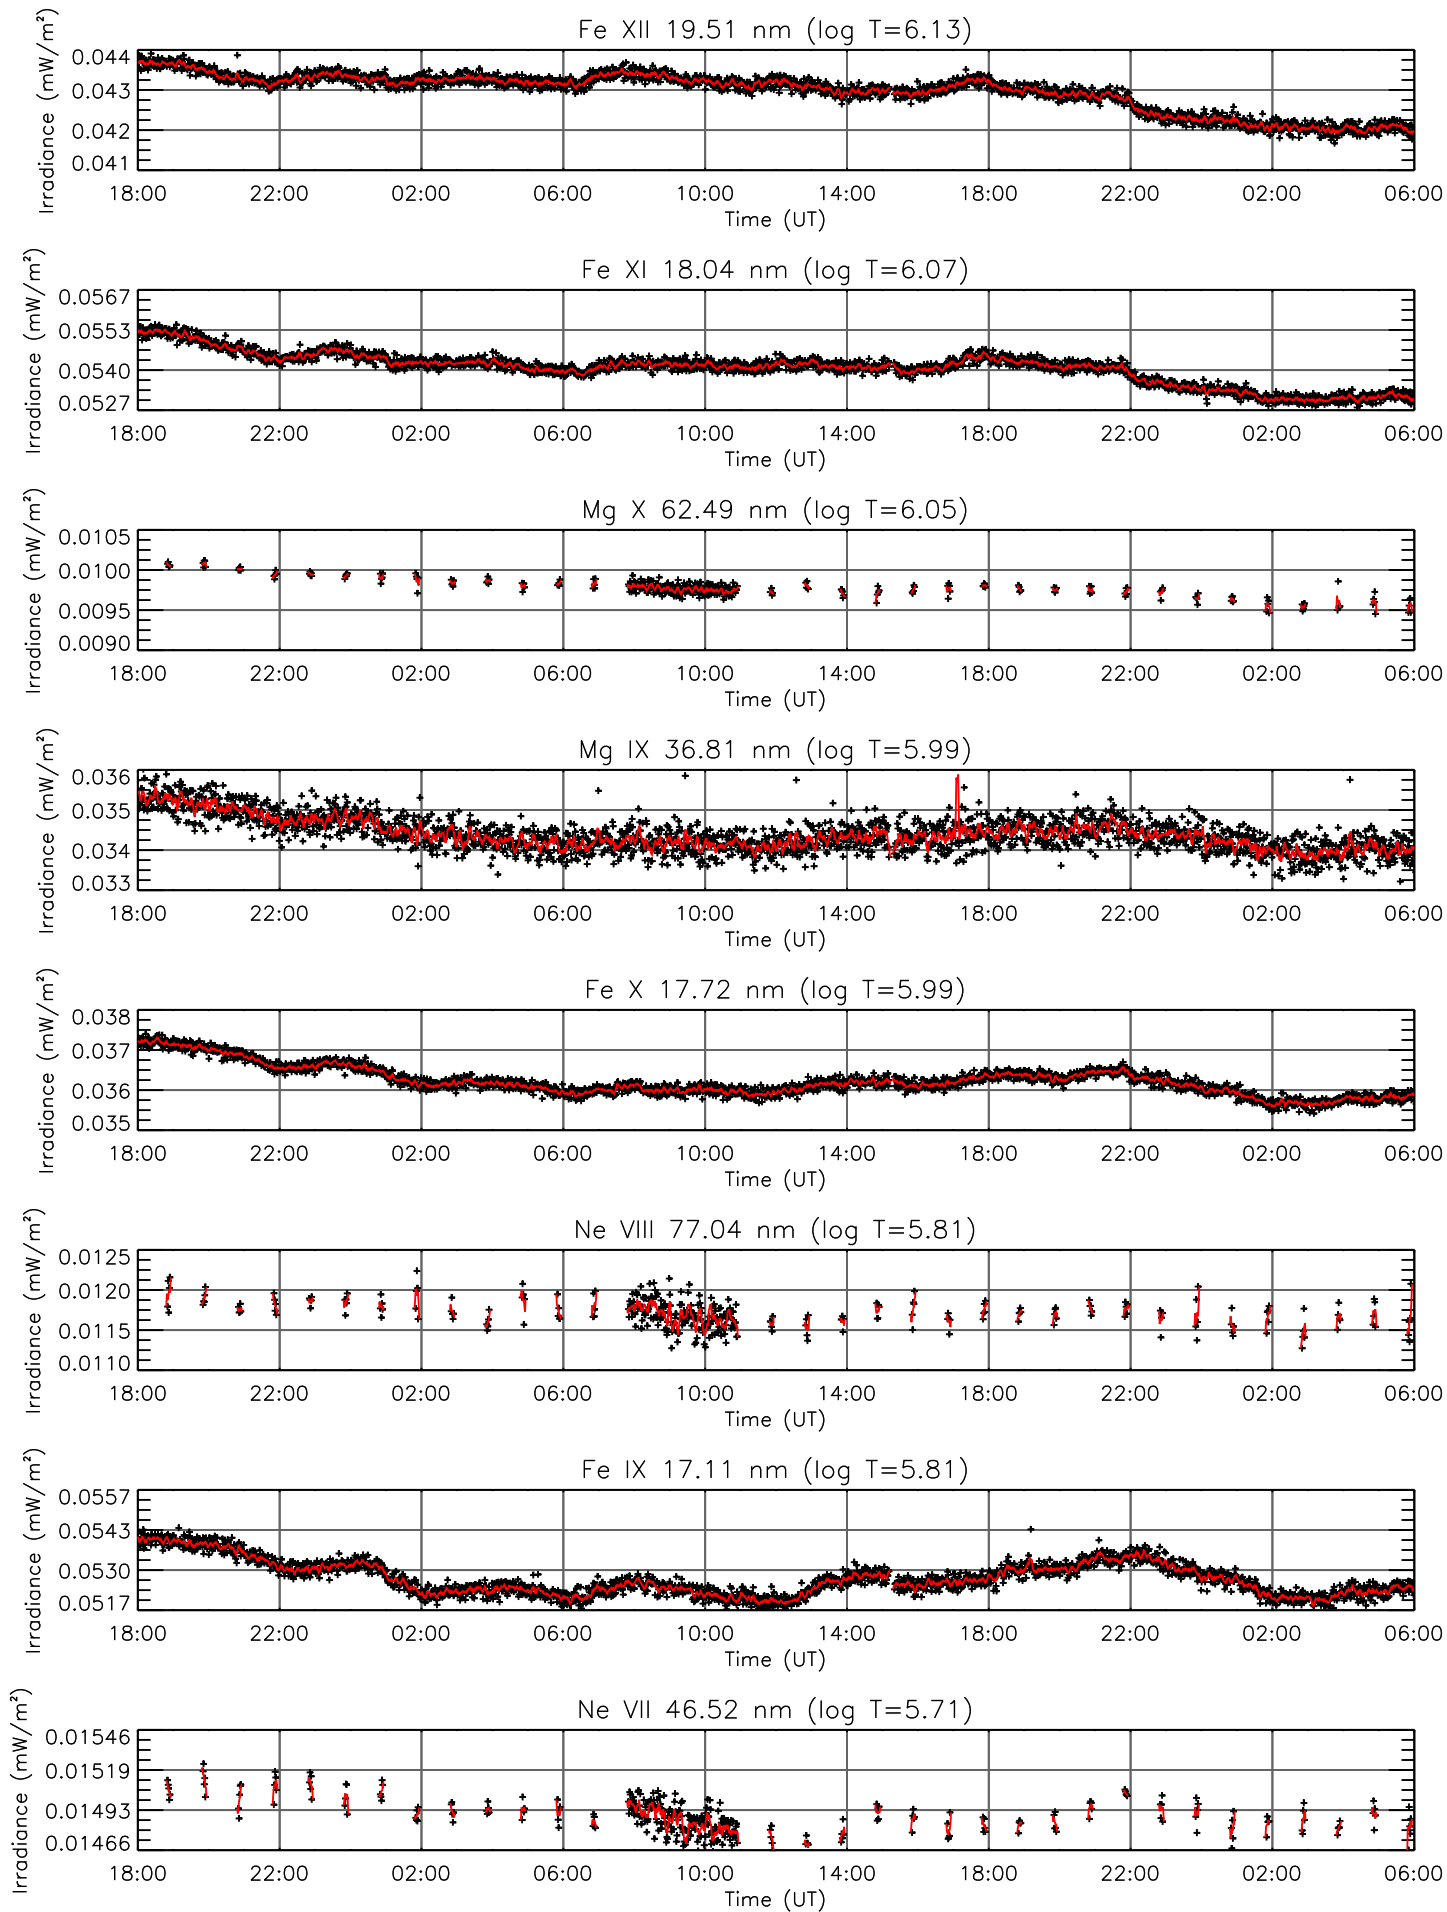 Fe XII 19.51 nm (log T=6.13)
Irradiance (mW/m²)
0.044
0.043
0.042
0.041
18:00 22:00 02:00 06:00 10:00 14:00 18:00 22:00 02:00 06:00
Time (UT)
Fe XI 18.04 nm (log T=6.07)
Irradiance (mW/m²)
0.0567
0.0553
0.0540
0.0527
18:00 22:00 02:00 06:00 10:00 14:00 18:00 22:00 02:00 06:00
Time (UT)
Mg X 62.49 nm (log T=6.05)
Irradiance (mW/m²)
0.0105
0.0100
0.0095
0.0090
18:00 22:00 02:00 06:00 10:00 14:00 18:00 22:00 02:00 06:00
Time (UT)
Mg IX 36.81 nm (log T=5.99)
Irradiance (mW/m²)
0.036
0.035
0.034
0.033
18:00 22:00 02:00 06:00 10:00 14:00 18:00 22:00 02:00 06:00
Time (UT)
Fe X 17.72 nm (log T=5.99)
Irradiance (mW/m²)
0.038
0.037
0.036
0.035
18:00 22:00 02:00 06:00 10:00 14:00 18:00 22:00 02:00 06:00
Time (UT)
Ne VIII 77.04 nm (log T=5.81)
Irradiance (mW/m²)
0.0125
0.0120
0.0115
0.0110
18:00 22:00 02:00 06:00 10:00 14:00 18:00 22:00 02:00 06:00
Time (UT)
Fe IX 17.11 nm (log T=5.81)
Irradiance (mW/m²)
0.0557
0.0543
0.0530
0.0517
18:00 22:00 02:00 06:00 10:00 14:00 18:00 22:00 02:00 06:00
Time (UT)
Ne VII 46.52 nm (log T=5.71)
Irradiance (mW/m²)
0.01546
0.01519
0.01493
0.01466
18:00 22:00 02:00 06:00 10:00 14:00 18:00 22:00 02:00 06:00
Time (UT)